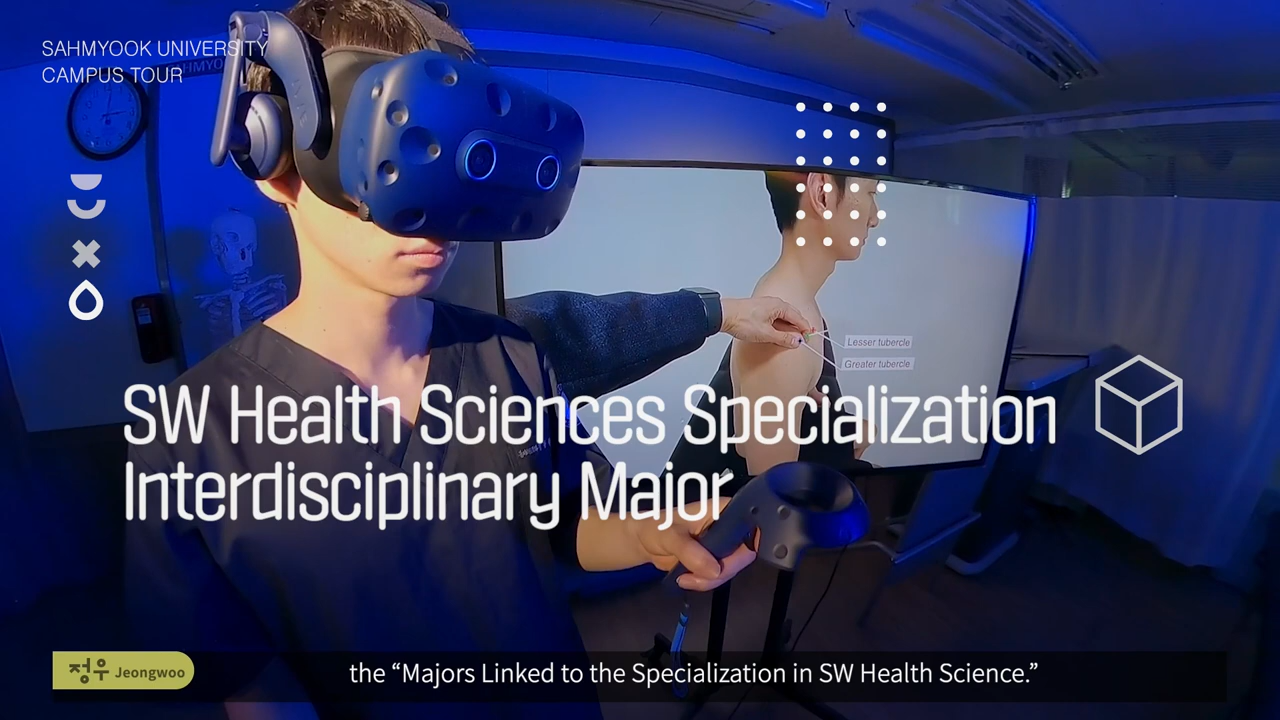 SAHMYOOK UNIVERSITY
CAMPUS TOUR
Lesser tubercle
Greater tubercle
SW Health Sciences Specialization
Interdisciplinary Major
정우 Jeongwoo
the “Majors Linked to the Specialization in SW Health Science.”